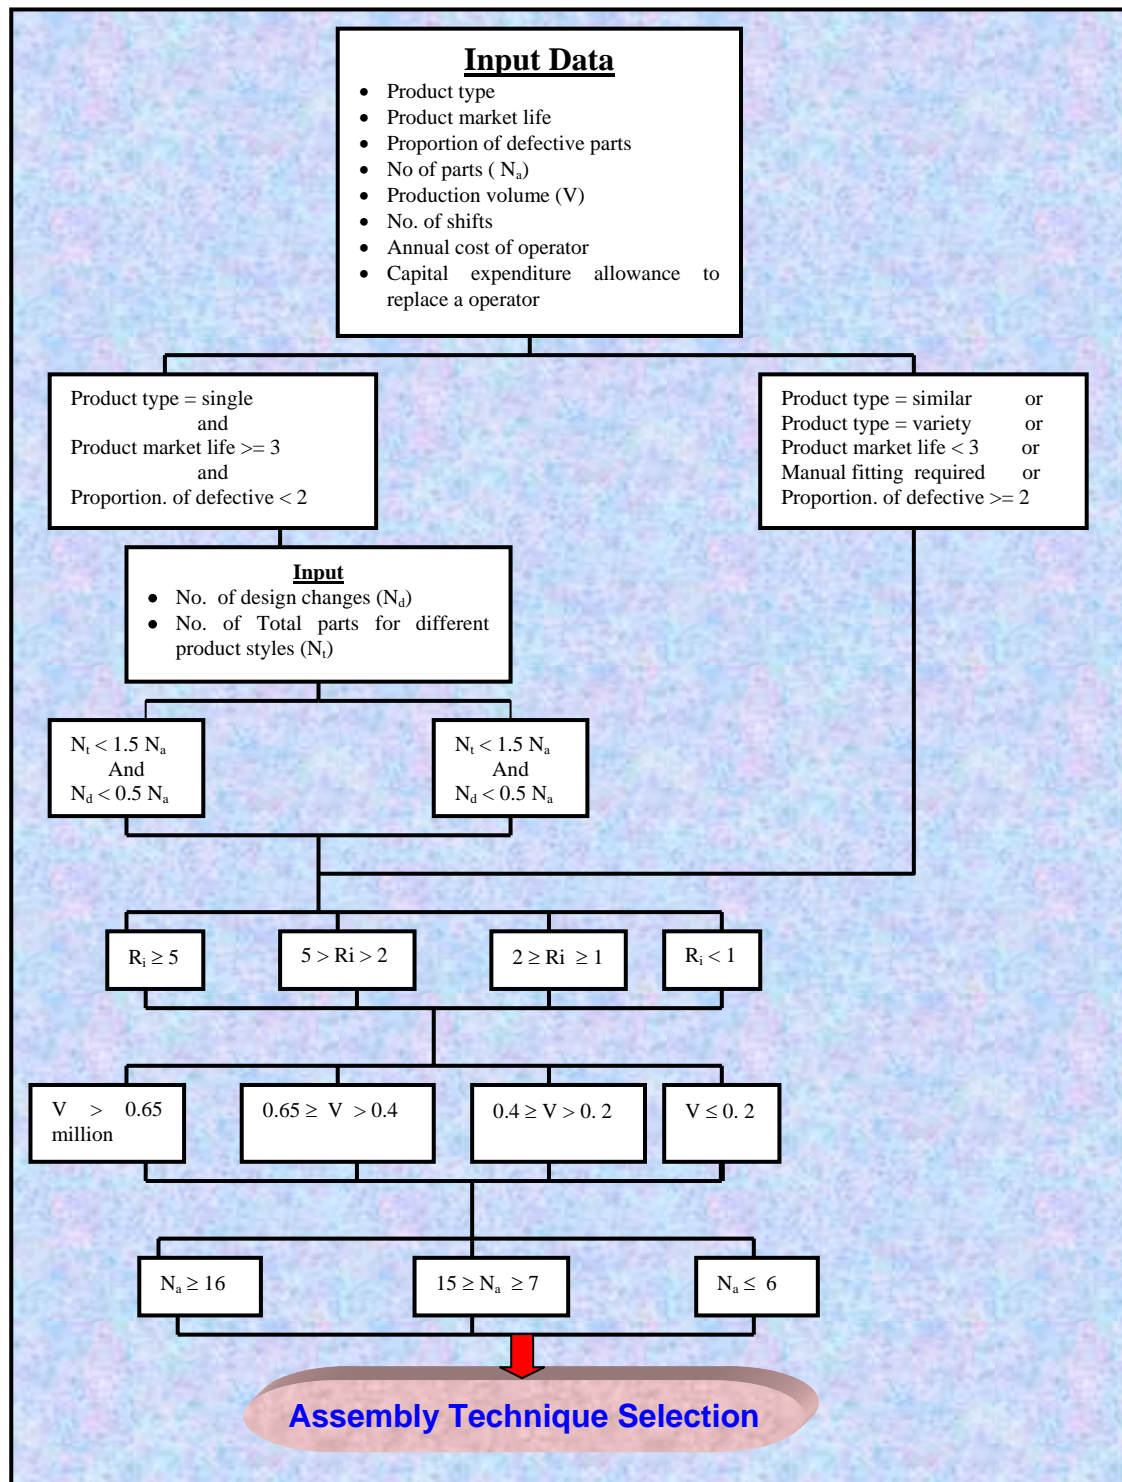 Input Data
• Product type
• Product market life
• Proportion of defective parts
• No of parts ( Nₐ)
• Production volume (V)
• No. of shifts
• Annual cost of operator
• Capital expenditure allowance to
replace a operator
Product type = single
and
Product market life >= 3
and
Proportion. of defective < 2
Product type = similar or
Product type = variety or
Product market life < 3 or
Manual fitting required or
Proportion. of defective >= 2
Input
• No. of design changes (N_d)
• No. of Total parts for different
product styles (Nₜ)
Nₜ < 1.5 Nₐ
And
N_d < 0.5 Nₐ
Nₜ < 1.5 Nₐ
And
N_d < 0.5 Nₐ
Rᵢ ≥ 5
5 > Ri > 2
2 ≥ Ri ≥ 1
Rᵢ < 1
V > 0.65
million
0.65 ≥ V > 0.4
0.4 ≥ V > 0. 2
V ≤ 0. 2
Nₐ ≥ 16
15 ≥ Nₐ ≥ 7
Nₐ ≤ 6
Assembly Technique Selection